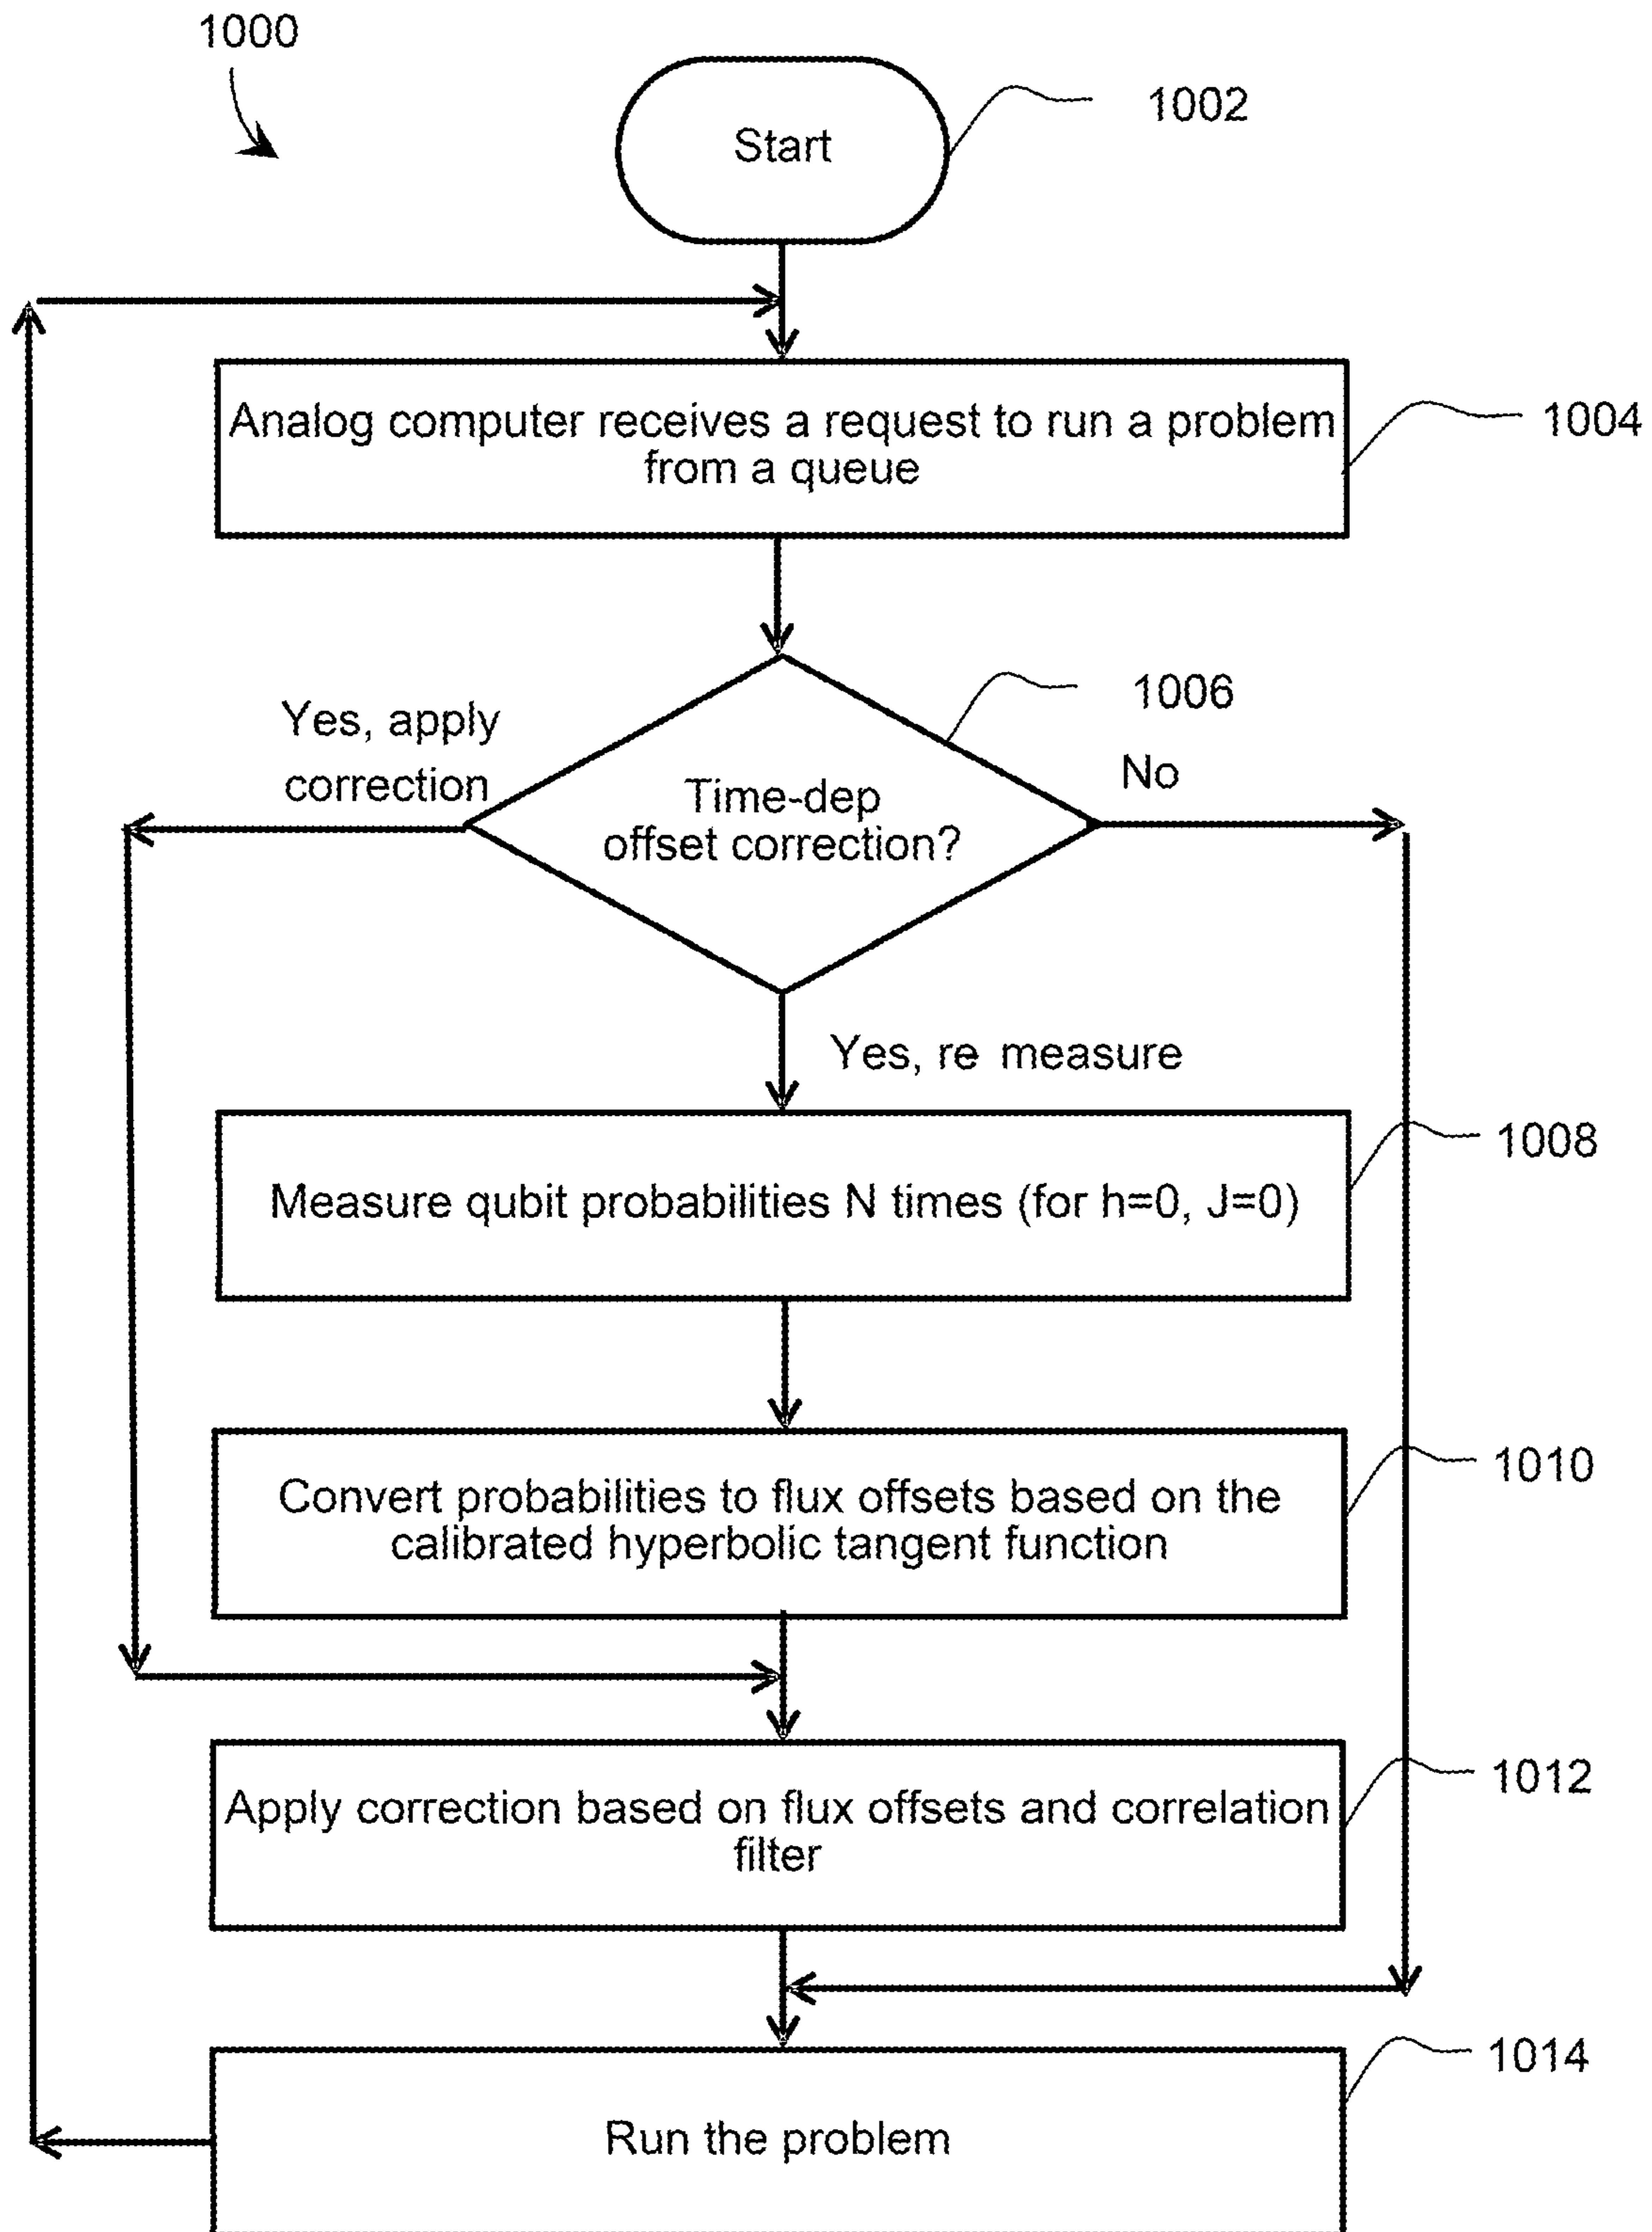 1000
Start
1002
Analog computer receives a request to run a problem
from a queue
1004
Yes, apply
correction
Time-dep
offset correction?
1006
No
Yes, re measure
Measure qubit probabilities N times (for h=0, J=0)
1008
Convert probabilities to flux offsets based on the
calibrated hyperbolic tangent function
1010
Apply correction based on flux offsets and correlation
filter
1012
Run the problem
1014